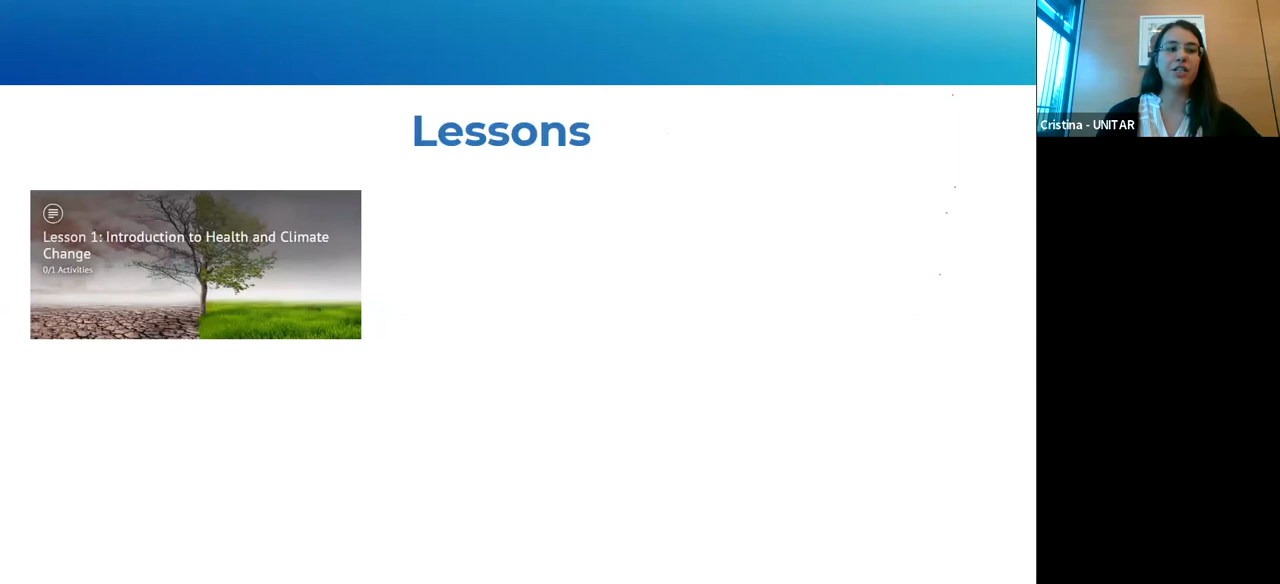 Lessons
Lesson 1: Introduction to Health and Climate
Change
0/1 Activities
Cristina - UNITAR